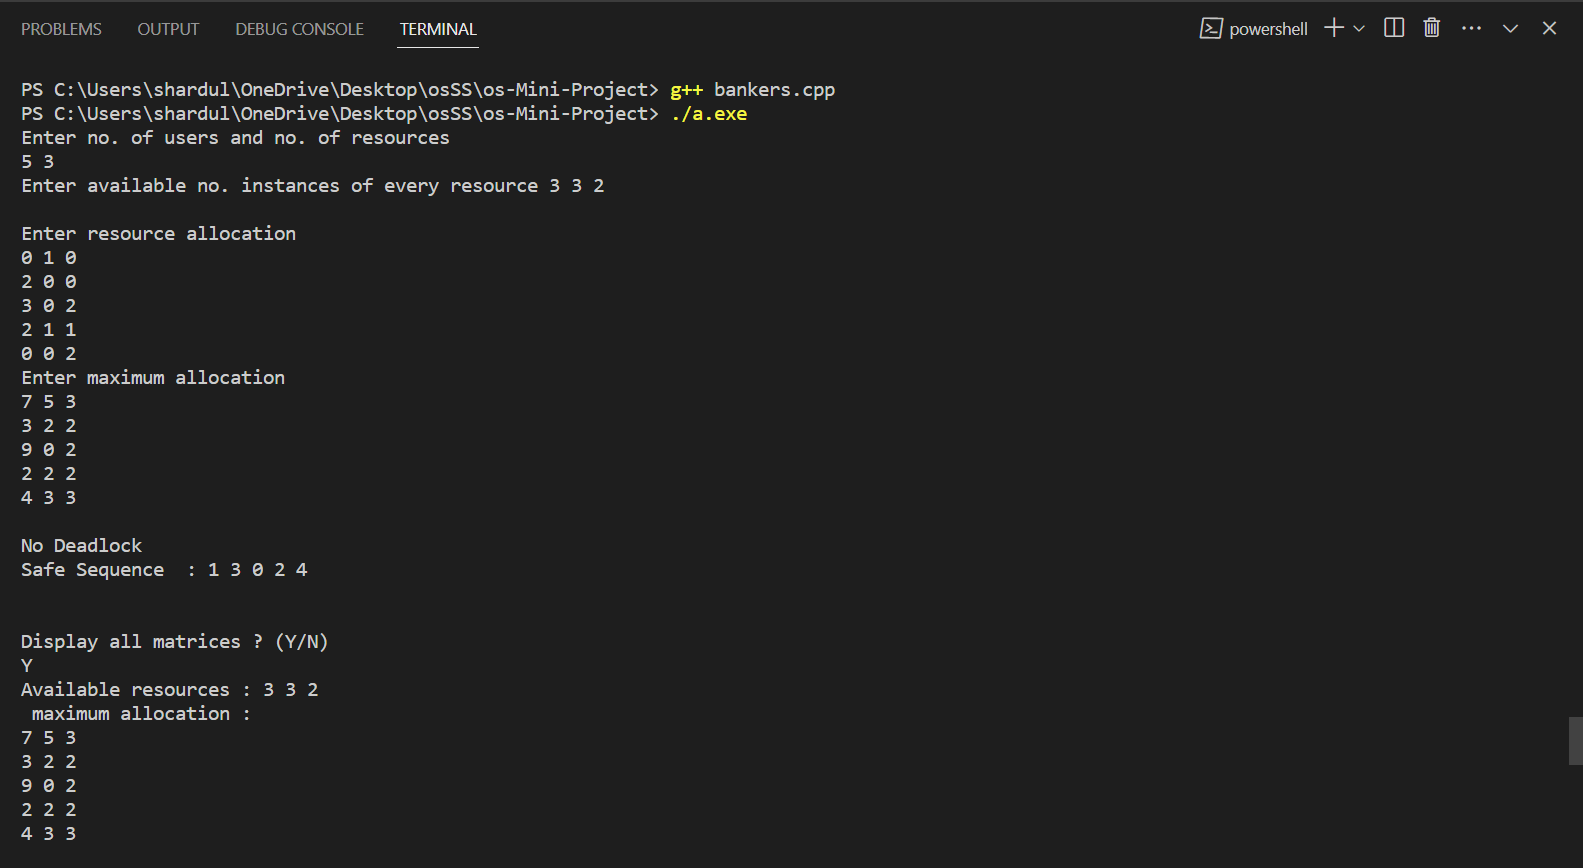 PROBLEMS OUTPUT DEBUG CONSOLE TERMINAL powershell
PS C:\Users\shardul\OneDrive\Desktop\osSS\os-Mini-Project> g++ bankers.cpp
PS C:\Users\shardul\OneDrive\Desktop\osSS\os-Mini-Project> ./a.exe
Enter no. of users and no. of resources
5 3
Enter available no. instances of every resource 3 3 2
Enter resource allocation
0 1 0
2 0 0
3 0 2
2 1 1
0 0 2
Enter maximum allocation
7 5 3
3 2 2
9 0 2
2 2 2
4 3 3
No Deadlock
Safe Sequence  : 1 3 0 2 4
Display all matrices ? (Y/N)
Y
Available resources : 3 3 2
 maximum allocation :
7 5 3
3 2 2
9 0 2
2 2 2
4 3 3